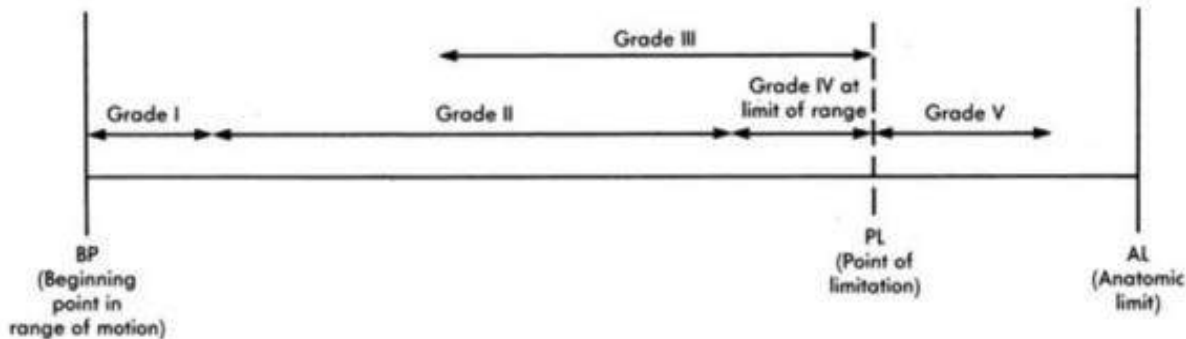 Grade III
Grade IV at
limit of range
Grade I
Grade II
Grade V
BP
(Beginning
point in
range of motion)
PL
(Point of
limitation)
AL
(Anatomic
limit)